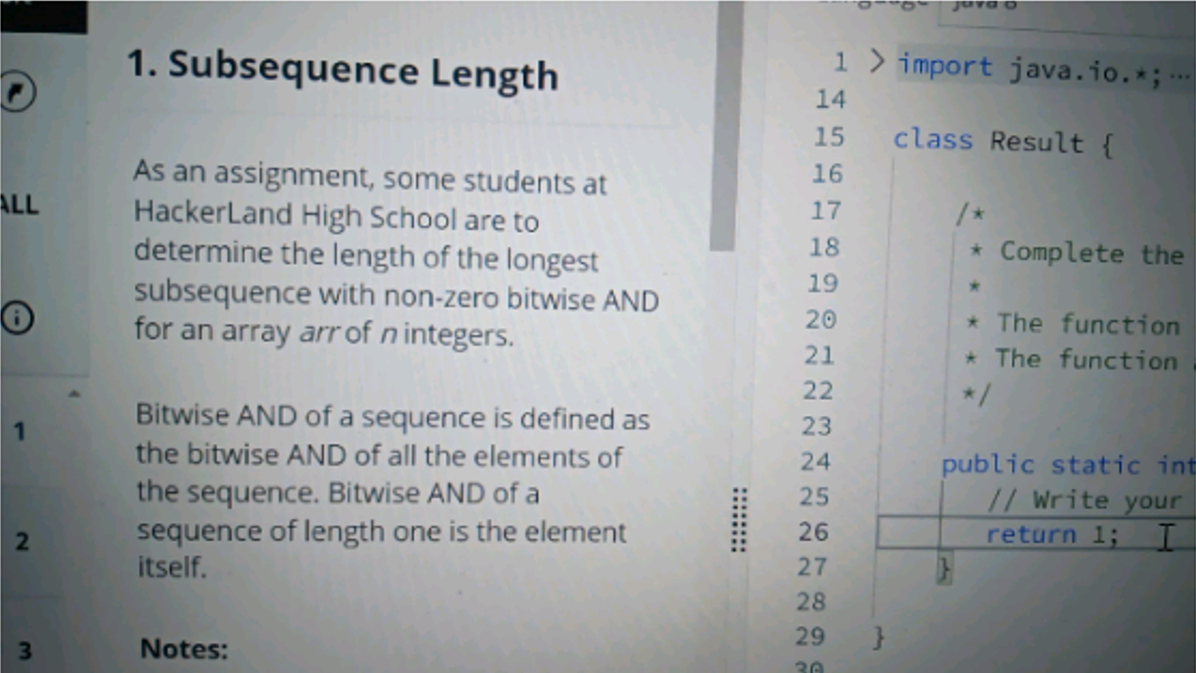 1. Subsequence Length
As an assignment, some students at
HackerLand High School are to
determine the length of the longest
subsequence with non-zero bitwise AND
for an array arr of n integers.
Bitwise AND of a sequence is defined as
the bitwise AND of all the elements of
the sequence. Bitwise AND of a
sequence of length one is the element
itself.
Notes:
ALL
1
2
3
1 > import java.io.*;...
14
15 class Result {
16
17 /*
18 * Complete the
19 *
20 * The function
21 * The function
22 */
23
24 public static int
25 // Write your
26 return 1;
27 }
28
29 }
30